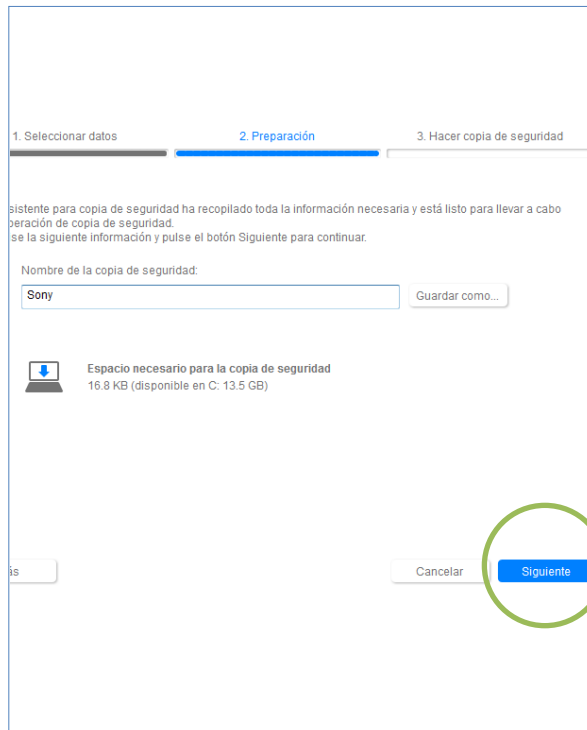 1. Seleccionar datos 2. Preparación 3. Hacer copia de seguridad
sistente para copia de seguridad ha recopilado toda la información necesaria y está listo para llevar a cabo
peración de copia de seguridad.
se la siguiente información y pulse el botón Siguiente para continuar.
Nombre de la copia de seguridad:
Sony Guardar como...
Espacio necesario para la copia de seguridad
16.8 KB (disponible en C: 13.5 GB)
ás Cancelar Siguiente